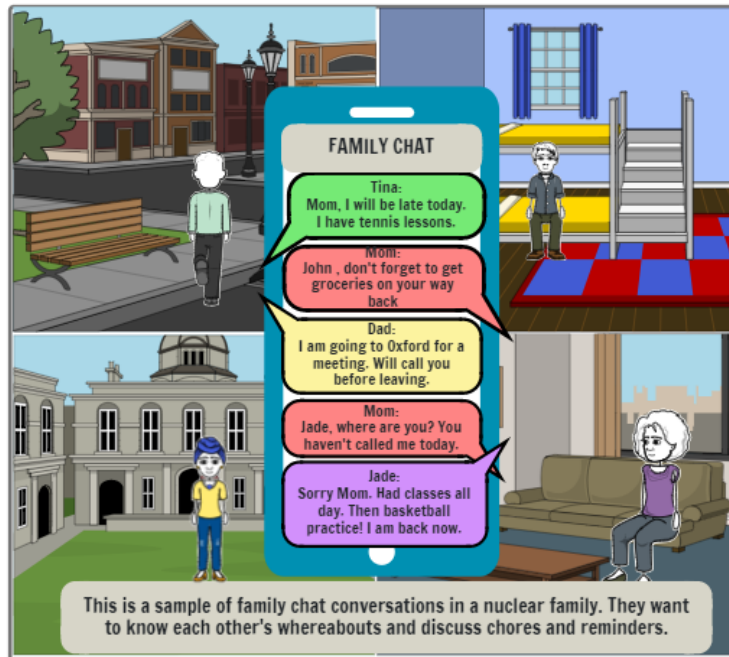 FAMILY CHAT
Tina:
Mom, I will be late today.
I have tennis lessons.
Mom:
John , don't forget to get
groceries on your way
back
Dad:
I am going to Oxford for a
meeting. Will call you
before leaving.
Mom:
Jade, where are you? You
haven't called me today.
Jade:
Sorry Mom. Had classes all
day. Then basketball
practice! I am back now.
This is a sample of family chat conversations in a nuclear family. They want
to know each other's whereabouts and discuss chores and reminders.